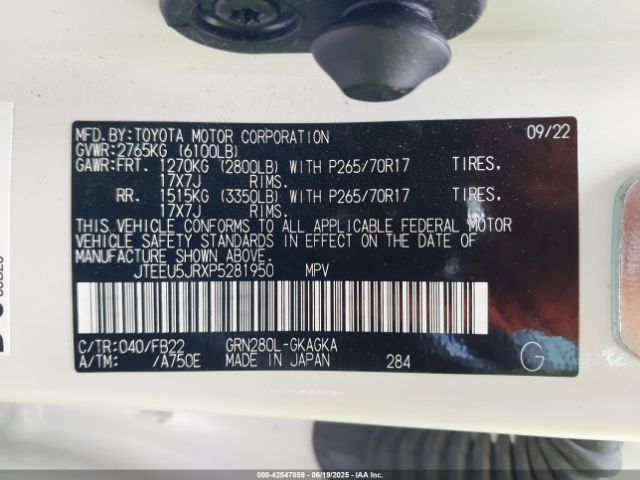 MFD.BY:TOYOTA MOTOR CORPORATION 09/22
GVWR:2765KG (6100LB)
GAWR:FRT. 1270KG (2800LB) WITH P265/70R17 TIRES.
17X7J RIMS.
RR. 1515KG (3350LB) WITH P265/70R17 TIRES.
17X7J RIMS.
THIS VEHICLE CONFORMS TO ALL APPLICABLE FEDERAL MOTOR
VEHICLE SAFETY STANDARDS IN EFFECT ON THE DATE OF
MANUFACTURE SHOWN ABOVE.
JTEEU5JRXP5281950 MPV
C/TR:040/FB22 GRN280L-GKAGKA
A/TM: /A750E MADE IN JAPAN 284 G
000-42547859 - 06/19/2025 - IAA Inc.